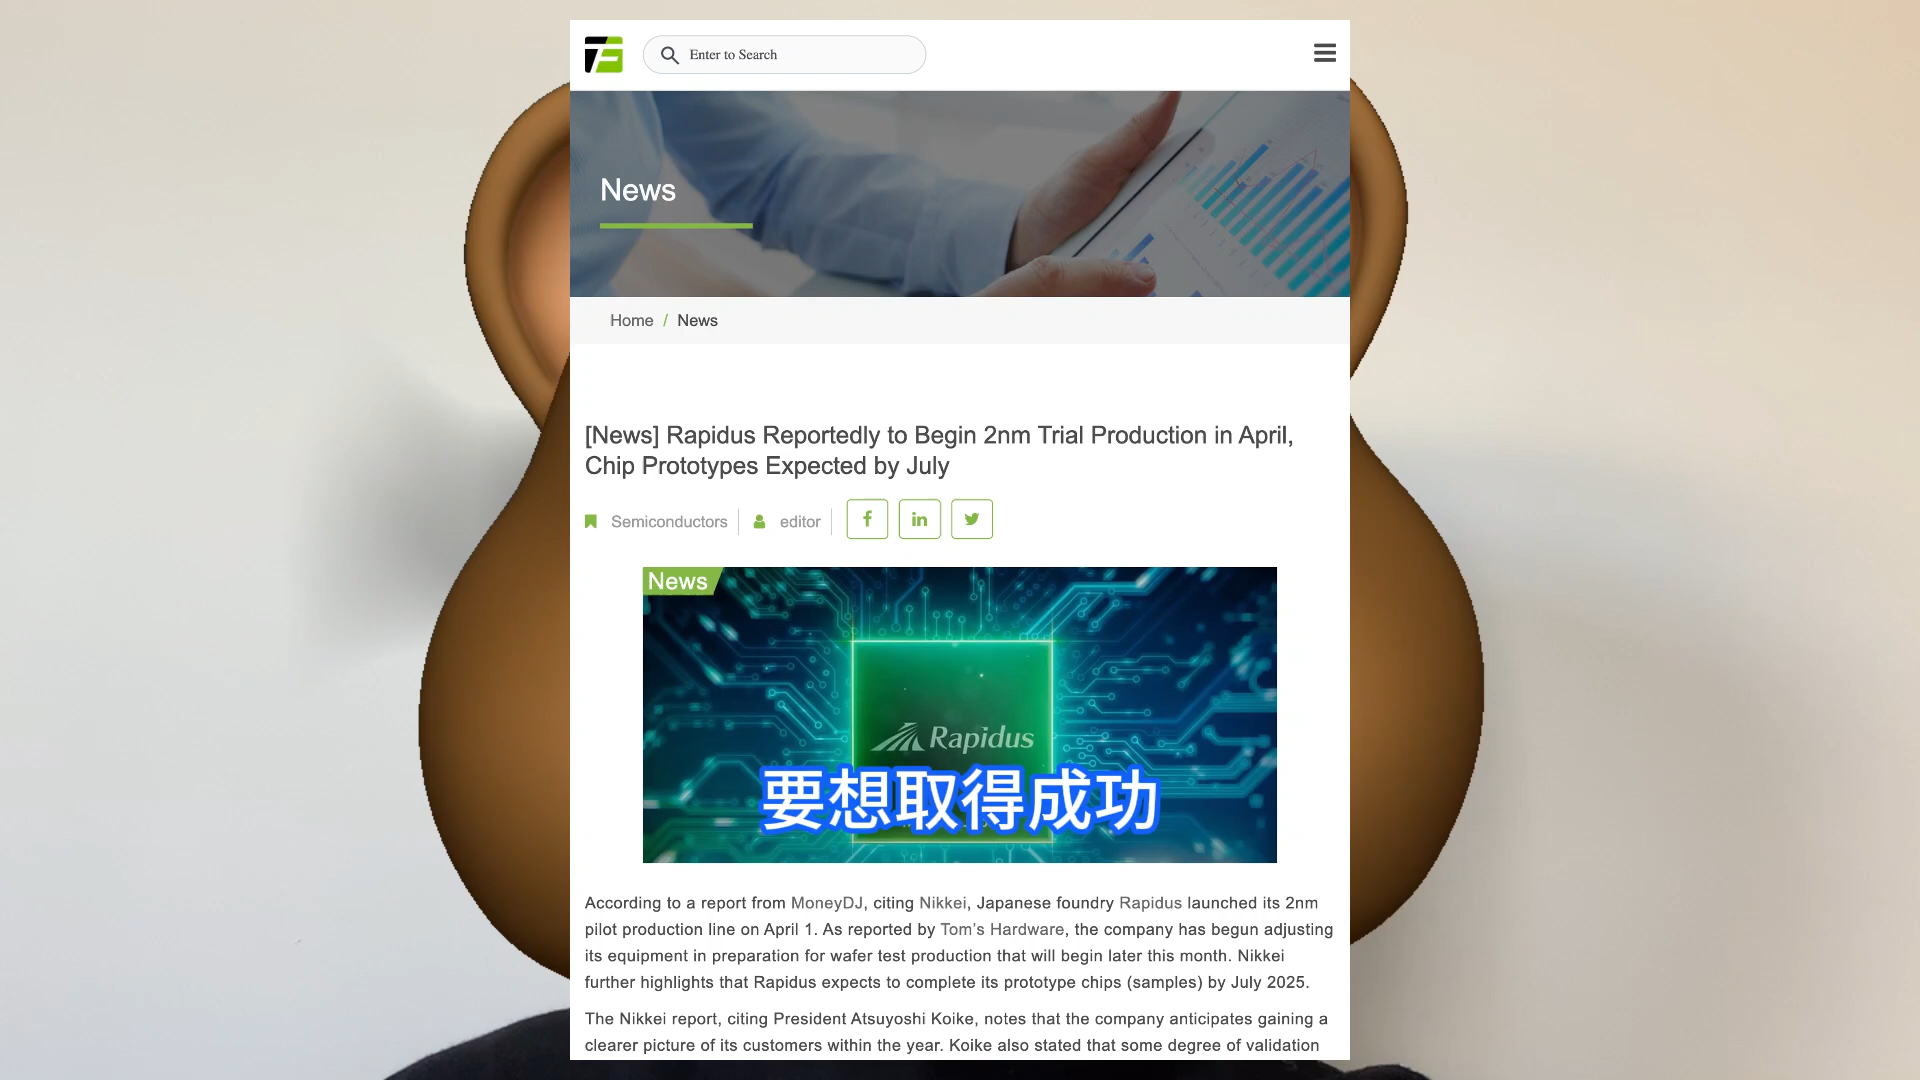 Enter to Search
News
Home / News
[News] Rapidus Reportedly to Begin 2nm Trial Production in April,
Chip Prototypes Expected by July
Semiconductors
editor
News
Rapidus
要想取得成功
According to a report from MoneyDJ, citing Nikkei, Japanese foundry Rapidus launched its 2nm
pilot production line on April 1. As reported by Tom's Hardware, the company has begun adjusting
its equipment in preparation for wafer test production that will begin later this month. Nikkei
further highlights that Rapidus expects to complete its prototype chips (samples) by July 2025.
The Nikkei report, citing President Atsuyoshi Koike, notes that the company anticipates gaining a
clearer picture of its customers within the year. Koike also stated that some degree of validation